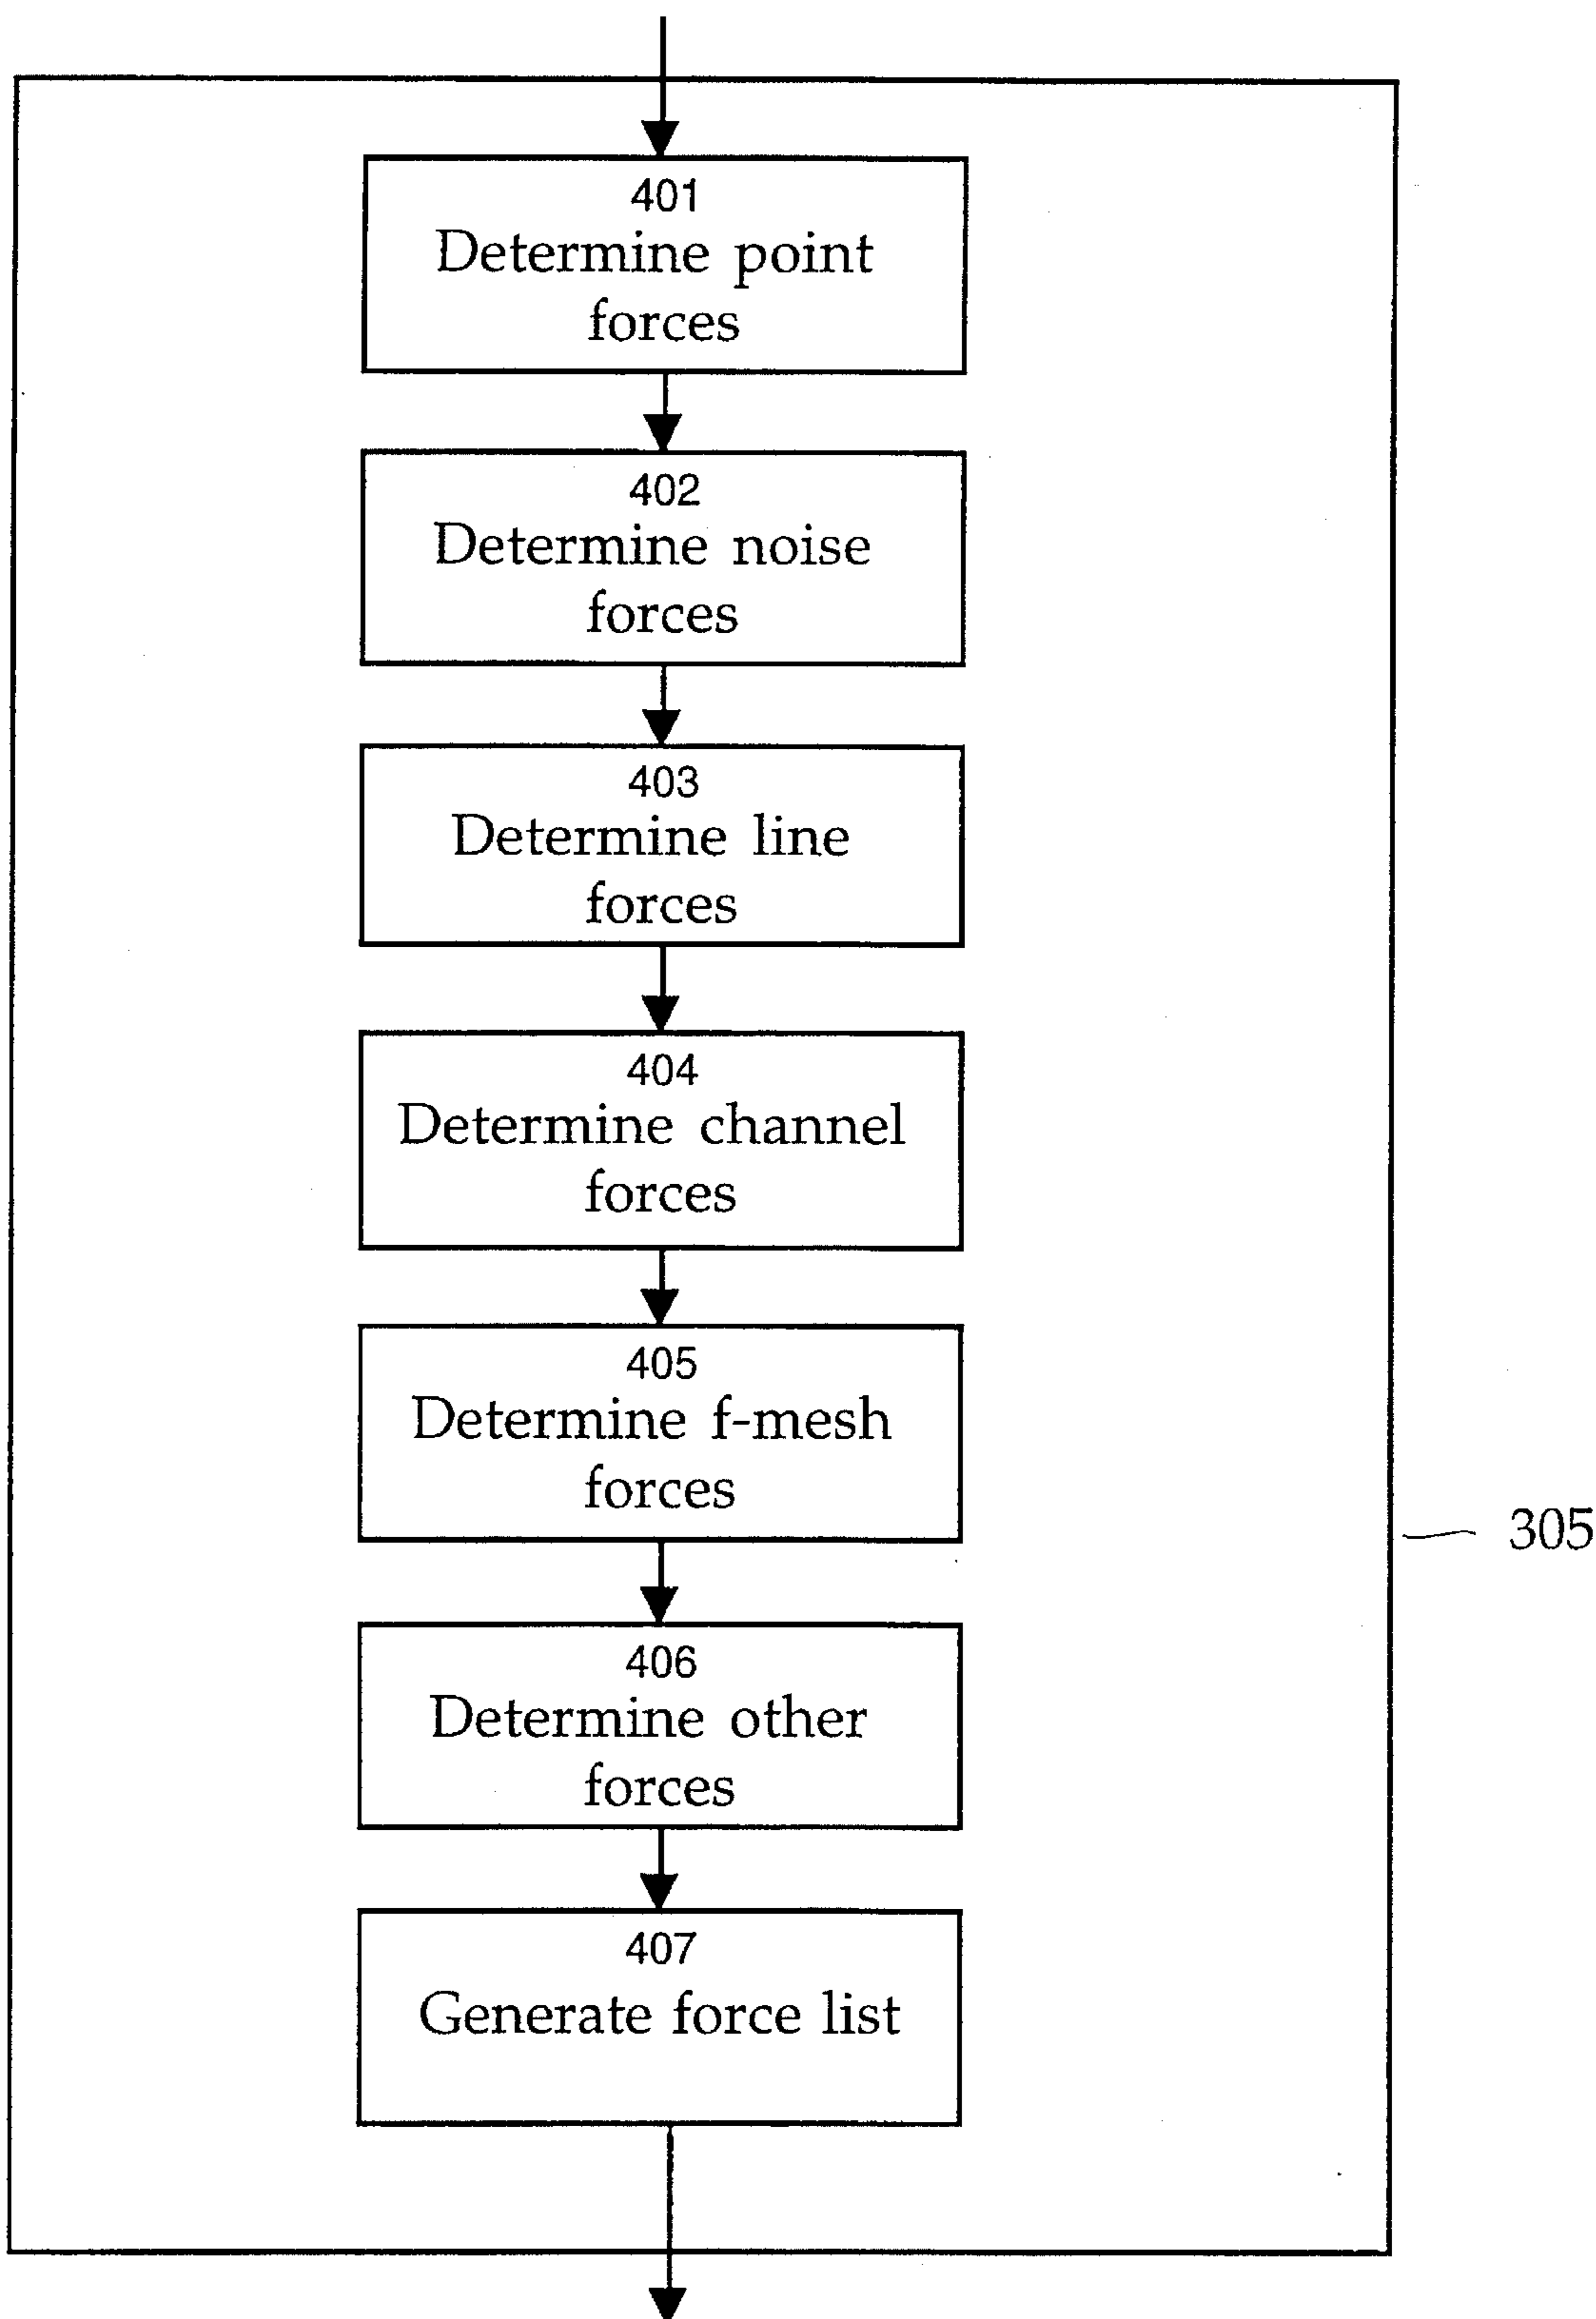 401
Determine point
forces
402
Determine noise
forces
403
Determine line
forces
404
Determine channel
forces
405
Determine f-mesh
forces
305
406
Determine other
forces
407
Generate force list